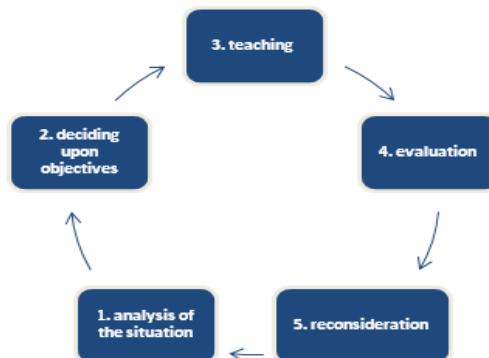 3. teaching
2. deciding
upon
objectives
4. evaluation
1. analysis of
the situation
5. reconsideration